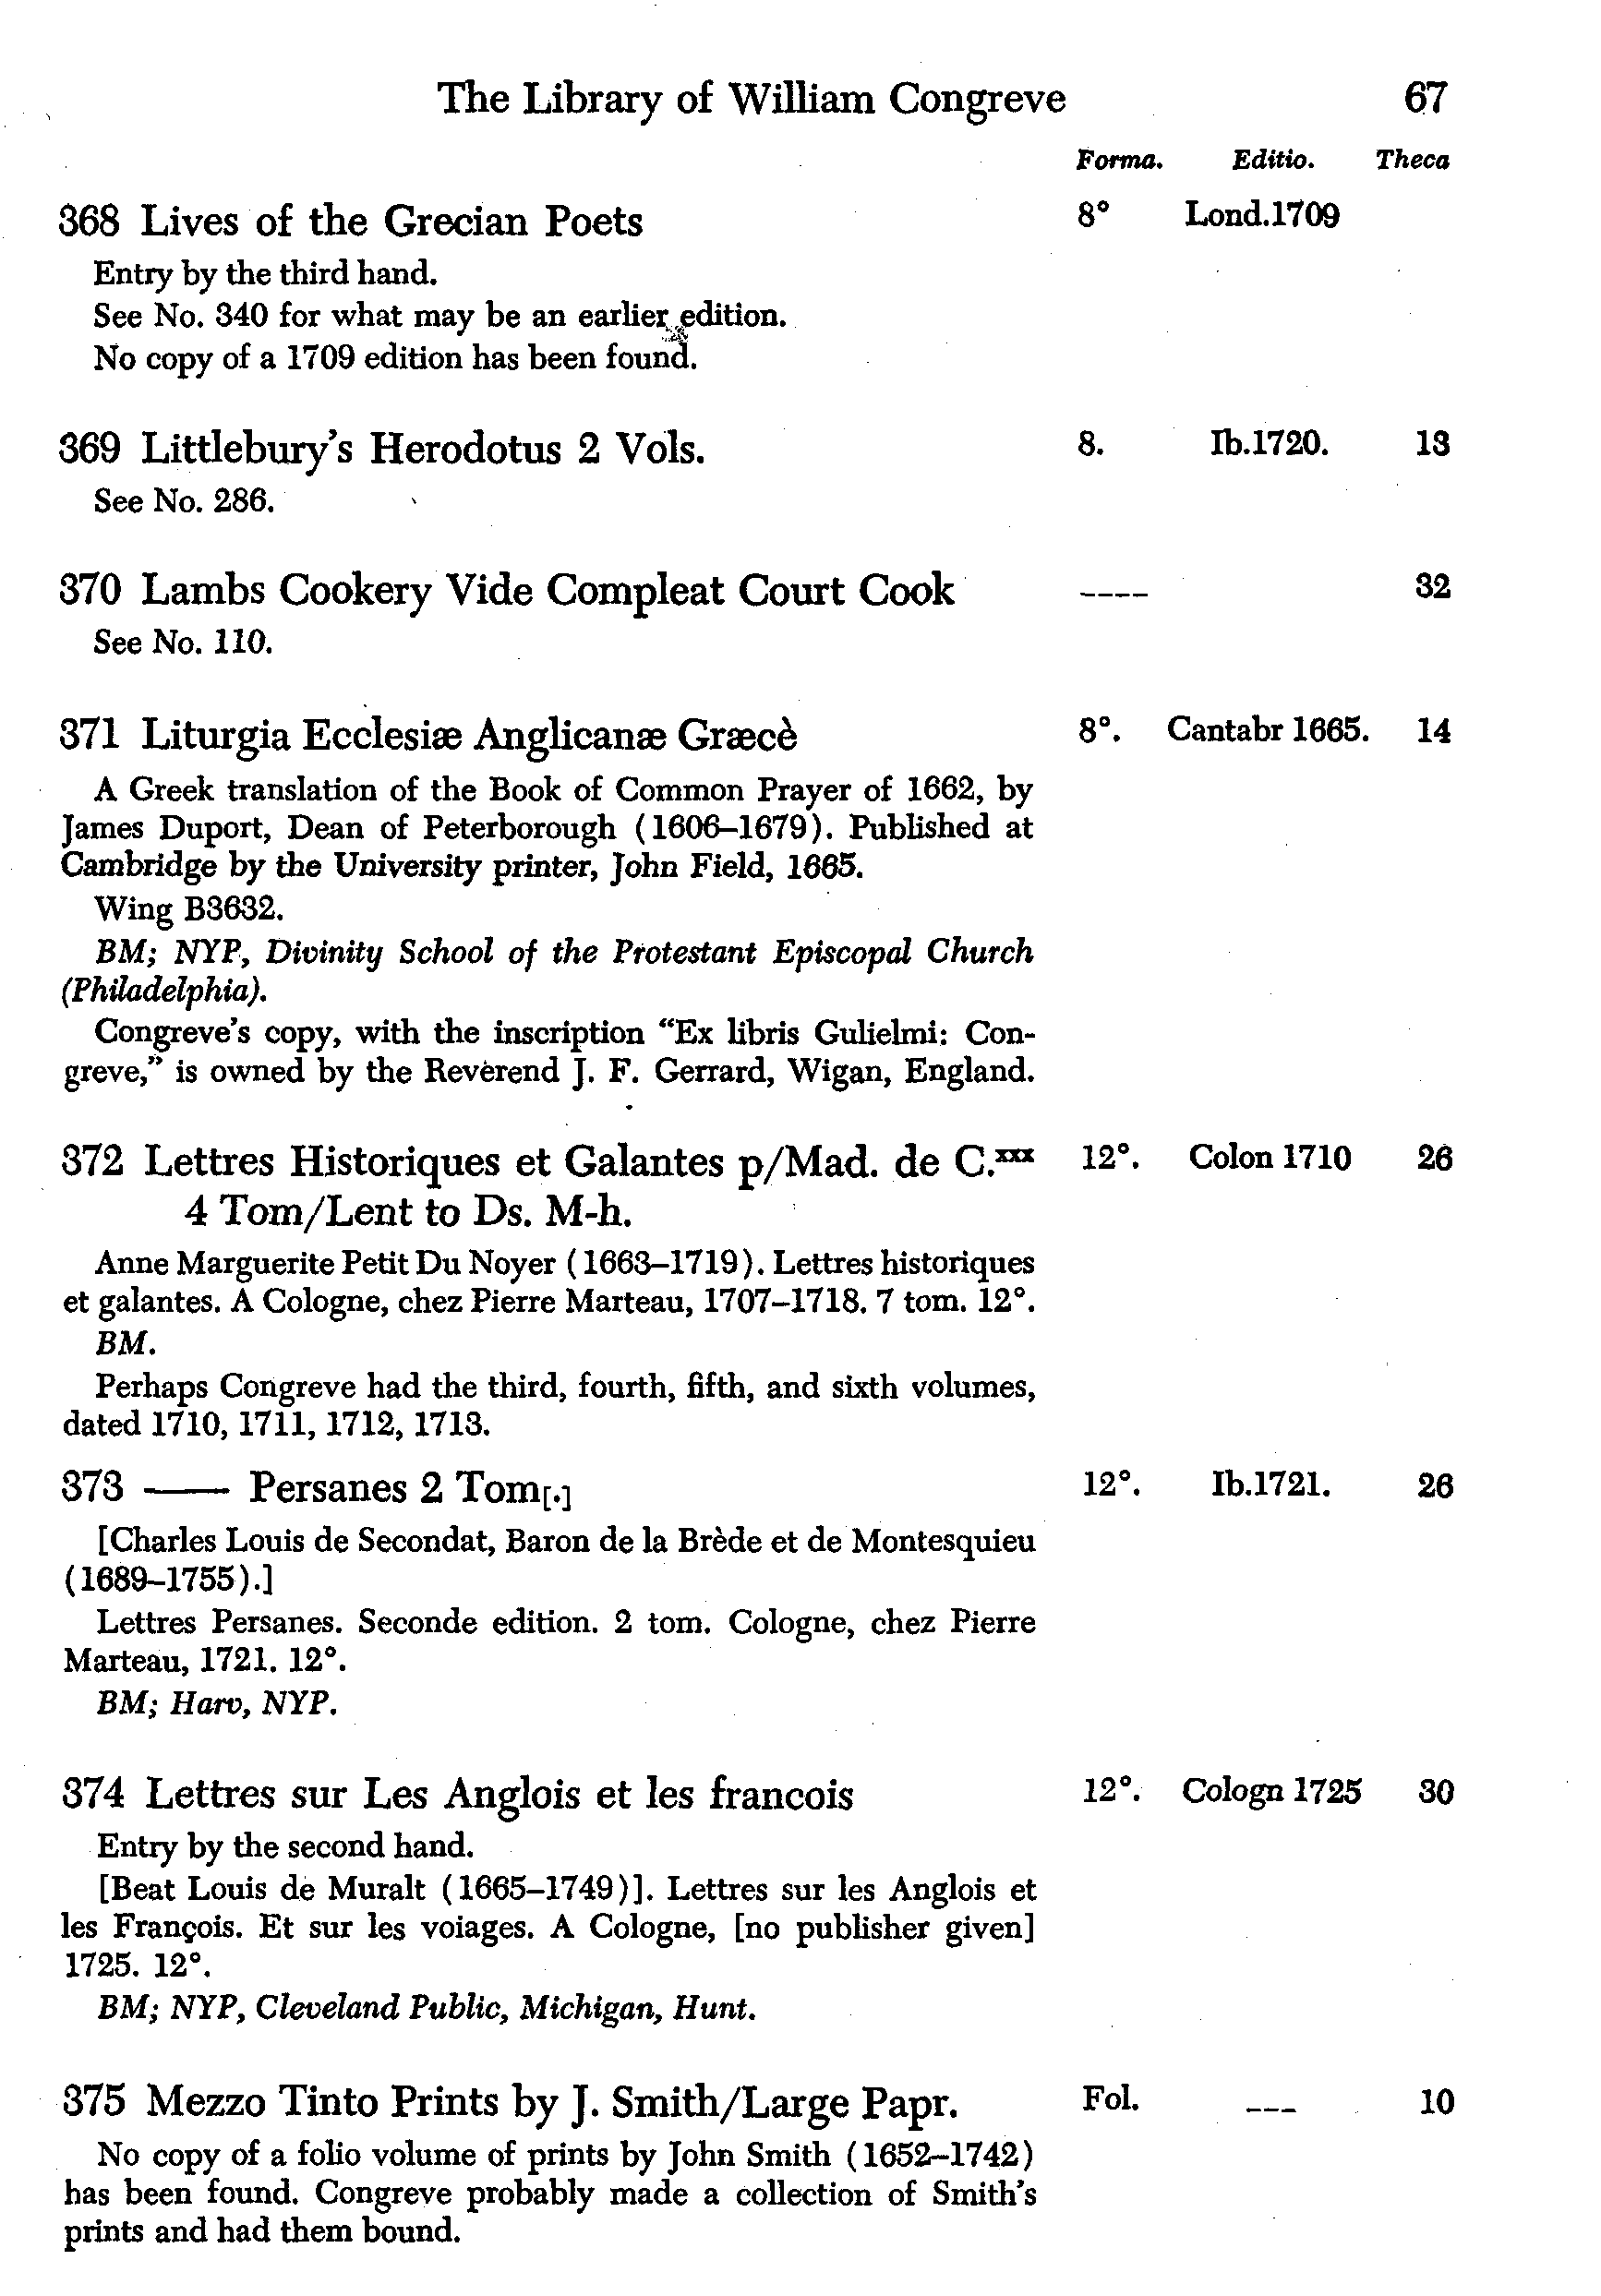 The Library of William Congreve 67
Forma. Editio. Theca
368 Lives of the Grecian Poets 8° Lond.1709
Entry by the third hand.
See No. 340 for what may be an earlier edition.
No copy of a 1709 edition has been found.
369 Littlebury's Herodotus 2 Vols. 8. Ib.1720. 13
See No. 286.
370 Lambs Cookery Vide Compleat Court Cook ---- 32
See No. 110.
371 Liturgia Ecclesiæ Anglicanæ Græcè 8°. Cantabr 1665. 14
A Greek translation of the Book of Common Prayer of 1662, by
James Duport, Dean of Peterborough (1606–1679). Published at
Cambridge by the University printer, John Field, 1665.
Wing B3632.
BM; NYP, Divinity School of the Protestant Episcopal Church
(Philadelphia).
Congreve's copy, with the inscription "Ex libris Gulielmi: Con-
greve," is owned by the Reverend J. F. Gerrard, Wigan, England.
372 Lettres Historiques et Galantes p/Mad. de C.xxx 12°. Colon 1710 26
4 Tom/Lent to Ds. M-h.
Anne Marguerite Petit Du Noyer (1663–1719). Lettres historiques
et galantes. A Cologne, chez Pierre Marteau, 1707–1718. 7 tom. 12°.
BM.
Perhaps Congreve had the third, fourth, fifth, and sixth volumes,
dated 1710, 1711, 1712, 1713.
373 —— Persanes 2 Tom[.] 12°. Ib.1721. 26
[Charles Louis de Secondat, Baron de la Brède et de Montesquieu
(1689–1755).]
Lettres Persanes. Seconde edition. 2 tom. Cologne, chez Pierre
Marteau, 1721. 12°.
BM; Harv, NYP.
374 Lettres sur Les Anglois et les francois 12°. Cologn 1725 30
Entry by the second hand.
[Beat Louis de Muralt (1665–1749)]. Lettres sur les Anglois et
les François. Et sur les voiages. A Cologne, [no publisher given]
1725. 12°.
BM; NYP, Cleveland Public, Michigan, Hunt.
375 Mezzo Tinto Prints by J. Smith/Large Papr. Fol. --- 10
No copy of a folio volume of prints by John Smith (1652–1742)
has been found. Congreve probably made a collection of Smith's
prints and had them bound.